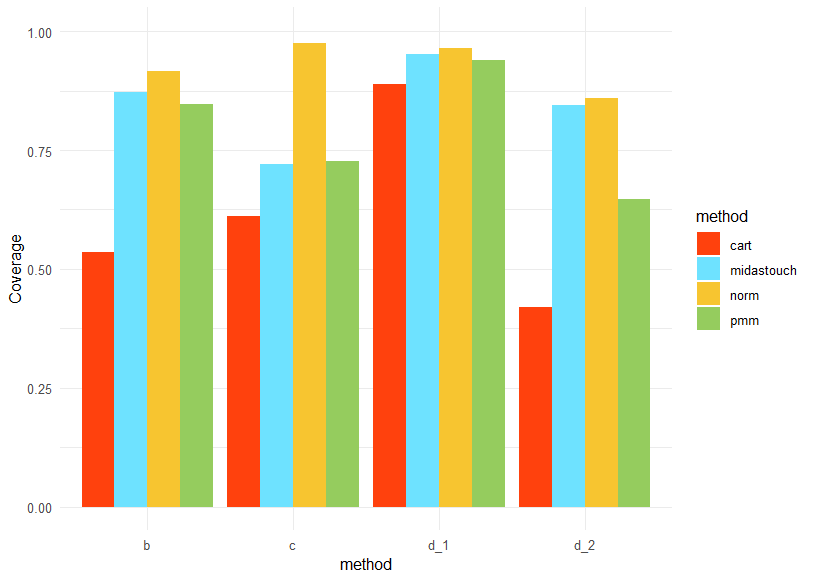 1.00
0.75
0.50
0.25
0.00
Coverage
b c d_1 d_2
method
method
cart
midastouch
norm
pmm